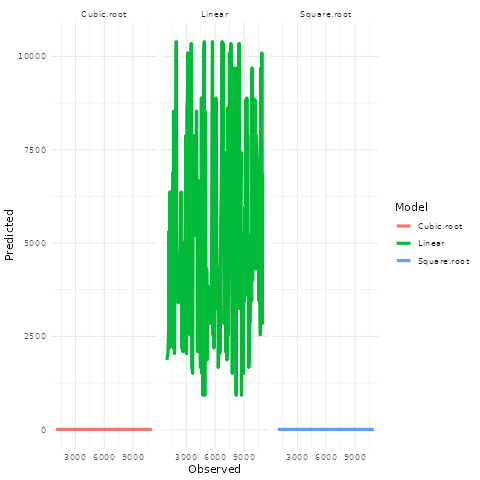 Cubic.root Linear Square.root
10000
7500
5000
2500
0
Predicted
3000 6000 9000 3000 6000 9000 3000 6000 9000
Observed
Model
Cubic.root
Linear
Square.root